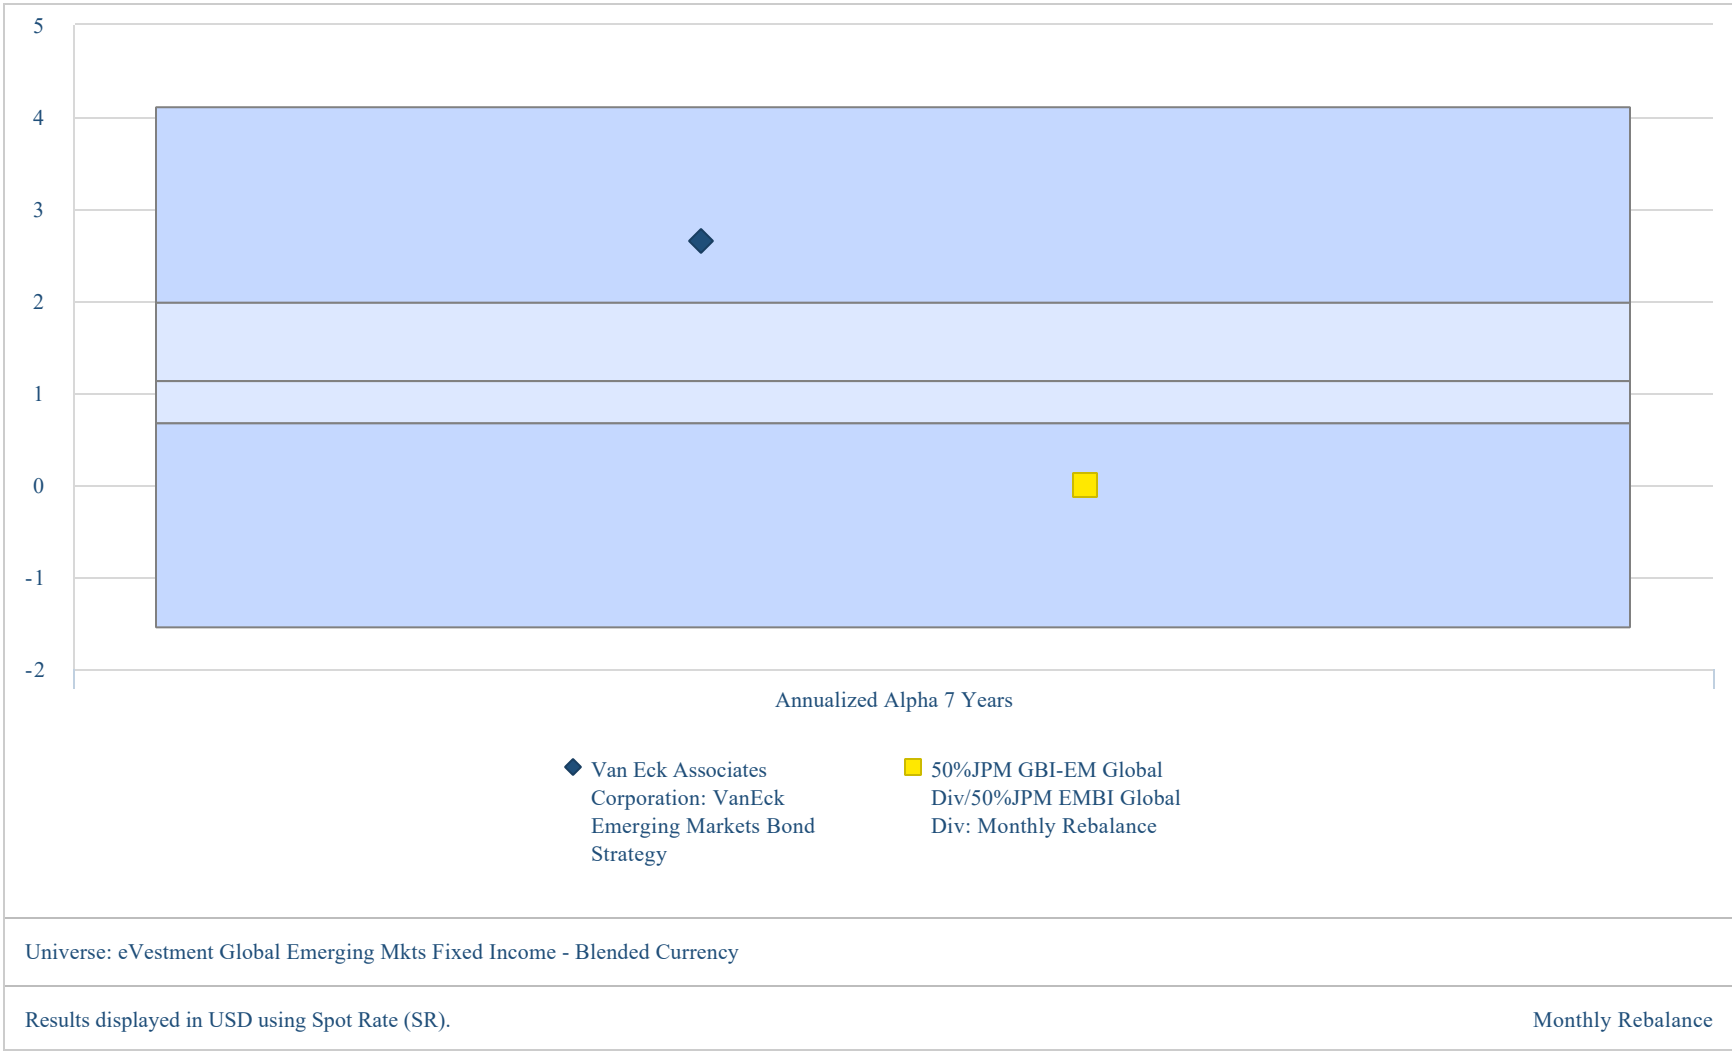 5
4
3
2
1
0
-1
-2
Annualized Alpha 7 Years
Van Eck Associates
Corporation: VanEck
Emerging Markets Bond
Strategy
50%JPM GBI-EM Global
Div/50%JPM EMBI Global
Div: Monthly Rebalance
Universe: eVestment Global Emerging Mkts Fixed Income - Blended Currency
Results displayed in USD using Spot Rate (SR).
Monthly Rebalance